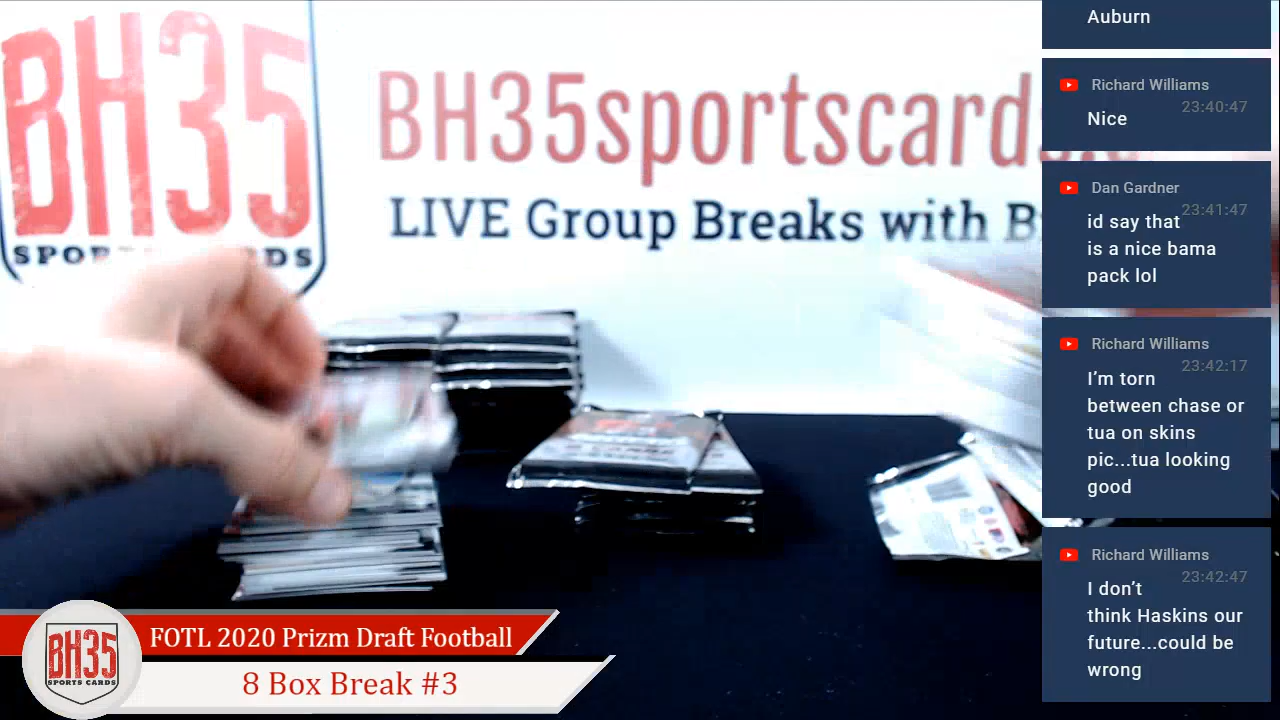 BH35
SPORTS CARDS
BH35sportscards.
LIVE Group Breaks with
Auburn
Richard Williams
23:40:47
Nice
Dan Gardner
23:41:47
id say that
is a nice bama
pack lol
Richard Williams
23:42:17
I’m torn
between chase or
tua on skins
pic...tua looking
good
Richard Williams
23:42:47
I don’t
think Haskins our
future...could be
wrong
BH35
SPORTS CARDS
FOTL 2020 Prizm Draft Football
8 Box Break #3